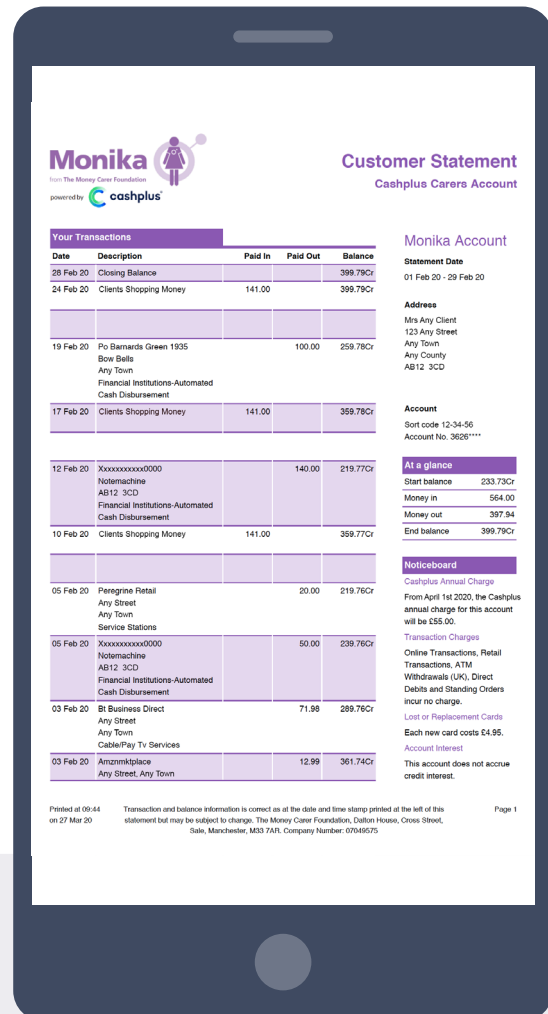 Monika
from The Money Carer Foundation
powered by cashplus
Customer Statement
Cashplus Carers Account
Your Transactions
Date Description Paid In Paid Out Balance
28 Feb 20 Closing Balance 399.79Cr
24 Feb 20 Clients Shopping Money 141.00 399.79Cr
19 Feb 20 Po Barnards Green 1935 100.00 259.78Cr
Bow Bells
Any Town
Financial Institutions-Automated
Cash Disbursement
17 Feb 20 Clients Shopping Money 141.00 359.78Cr
12 Feb 20 Xxxxxxxxxx0000 140.00 219.77Cr
Notemachine
AB12 3CD
Financial Institutions-Automated
Cash Disbursement
10 Feb 20 Clients Shopping Money 141.00 359.77Cr
05 Feb 20 Peregrine Retail 20.00 219.76Cr
Any Street
Any Town
Service Stations
05 Feb 20 Xxxxxxxxxx0000 50.00 239.76Cr
Notemachine
AB12 3CD
Financial Institutions-Automated
Cash Disbursement
03 Feb 20 Bt Business Direct 71.98 289.76Cr
Any Street
Any Town
Cable/Pay Tv Services
03 Feb 20 Amznmktplace 12.99 361.74Cr
Any Street, Any Town
Monika Account
Statement Date
01 Feb 20 - 29 Feb 20
Address
Mrs Any Client
123 Any Street
Any Town
Any County
AB12 3CD
Account
Sort code 12-34-56
Account No. 3626****
At a glance
Start balance 233.73Cr
Money in 564.00
Money out 397.94
End balance 399.79Cr
Noticeboard
Cashplus Annual Charge
From April 1st 2020, the Cashplus
annual charge for this account
will be £55.00.
Transaction Charges
Online Transactions, Retail
Transactions, ATM
Withdrawals (UK), Direct
Debits and Standing Orders
incur no charge.
Lost or Replacement Cards
Each new card costs £4.95.
Account Interest
This account does not accrue
credit interest.
Printed at 09:44
on 27 Mar 20
Transaction and balance information is correct as at the date and time stamp printed at the left of this
statement but may be subject to change. The Money Carer Foundation, Dalton House, Cross Street,
Sale, Manchester, M33 7AR. Company Number: 07049575
Page 1